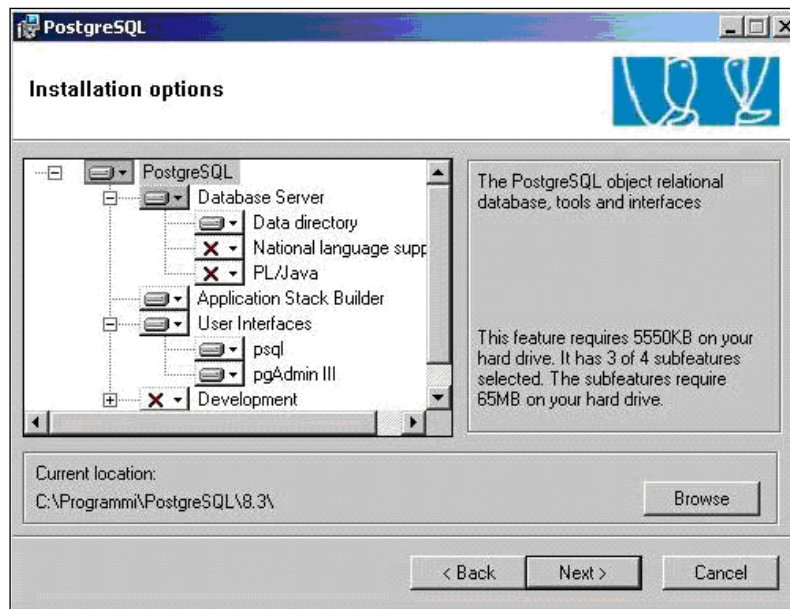 PostgreSQL
Installation options
PostgreSQL
Database Server
Data directory
National language supp
PL/Java
Application Stack Builder
User Interfaces
psql
pgAdmin III
Development
The PostgreSQL object relational
database, tools and interfaces
This feature requires 5550KB on your
hard drive. It has 3 of 4 subfeatures
selected. The subfeatures require
65MB on your hard drive.
Current location:
C:\Programmi\PostgreSQL\8.3\
Browse
< Back
Next >
Cancel